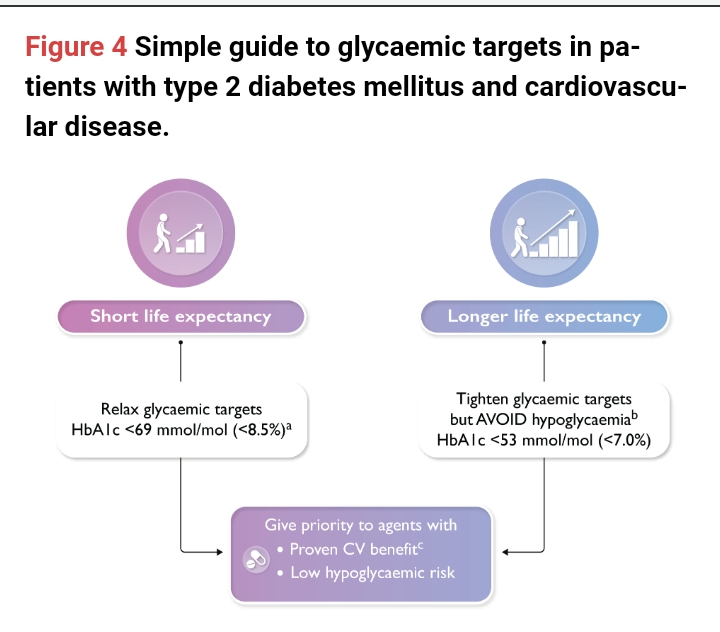 Figure 4 Simple guide to glycaemic targets in pa-
tients with type 2 diabetes mellitus and cardiovascu-
lar disease.
Short life expectancy
Longer life expectancy
Relax glycaemic targets
HbA1c <69 mmol/mol (<8.5%)ᵃ
Tighten glycaemic targets
but AVOID hypoglycaemiaᵇ
HbA1c <53 mmol/mol (<7.0%)
Give priority to agents with
• Proven CV benefitᶜ
• Low hypoglycaemic risk